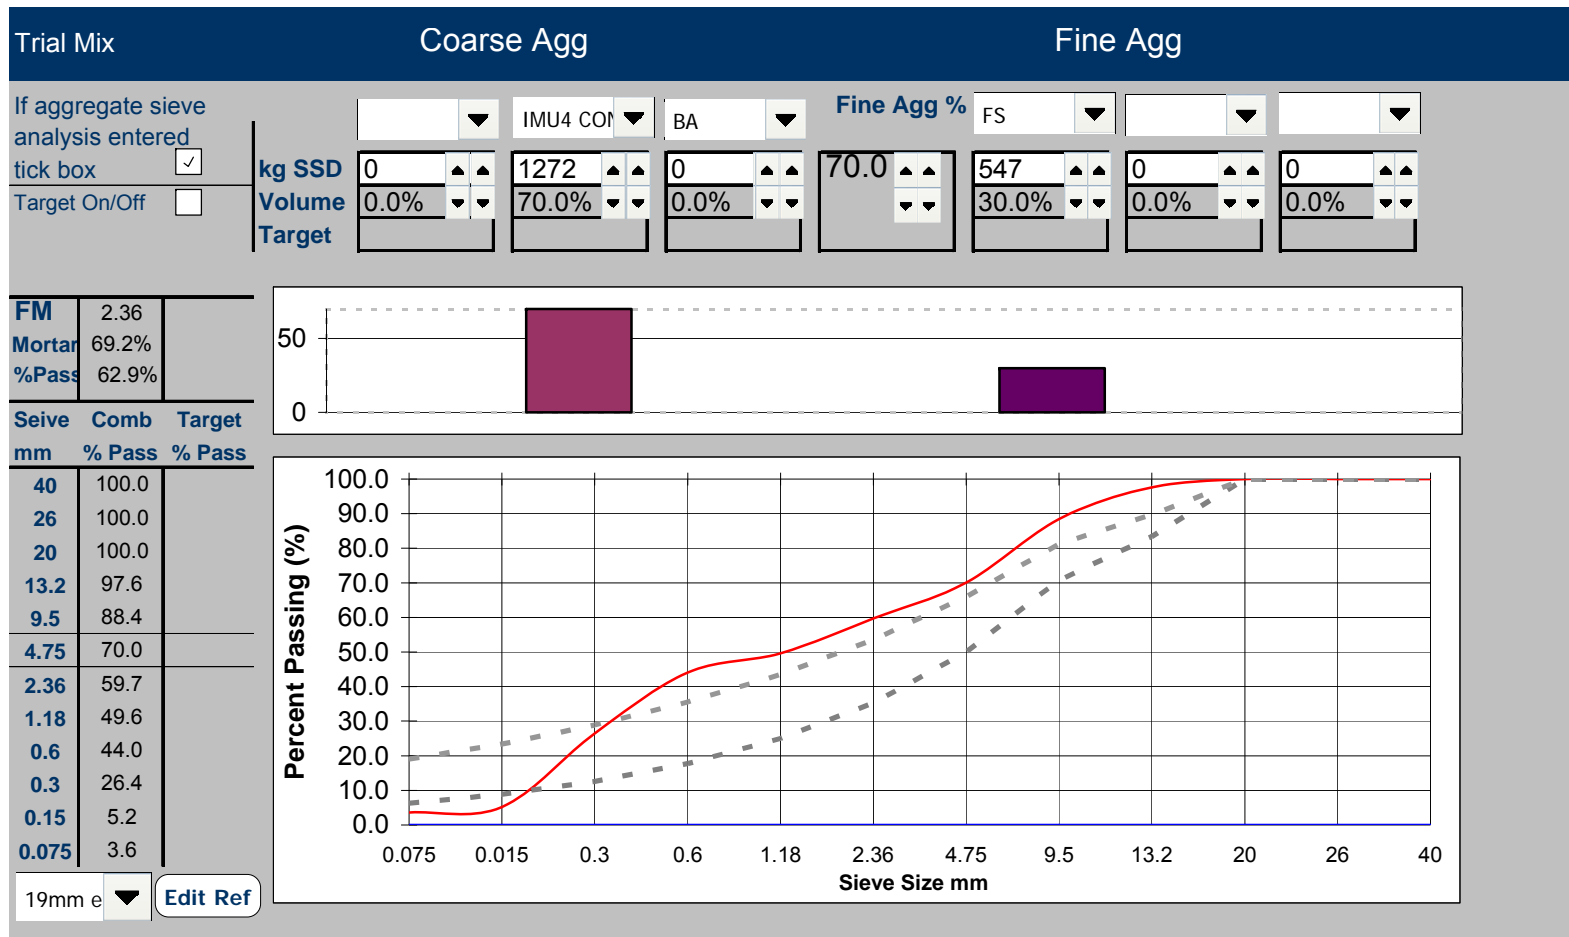 Trial Mix
Coarse Agg
Fine Agg
If aggregate sieve
analysis entered
tick box
Target On/Off
IMU4 CON
BA
Fine Agg %
FS
kg SSD 0 1272 0 70.0 547 0 0
Volume 0.0% 70.0% 0.0% 30.0% 0.0% 0.0%
Target
FM 2.36
Mortar 69.2%
%Pass 62.9%
Seive Comb Target
mm % Pass % Pass
40 100.0
26 100.0
20 100.0
13.2 97.6
9.5 88.4
4.75 70.0
2.36 59.7
1.18 49.6
0.6 44.0
0.3 26.4
0.15 5.2
0.075 3.6
19mm e
Edit Ref
50
0
Percent Passing (%)
100.0
90.0
80.0
70.0
60.0
50.0
40.0
30.0
20.0
10.0
0.0
0.075 0.015 0.3 0.6 1.18 2.36 4.75 9.5 13.2 20 26 40
Sieve Size mm